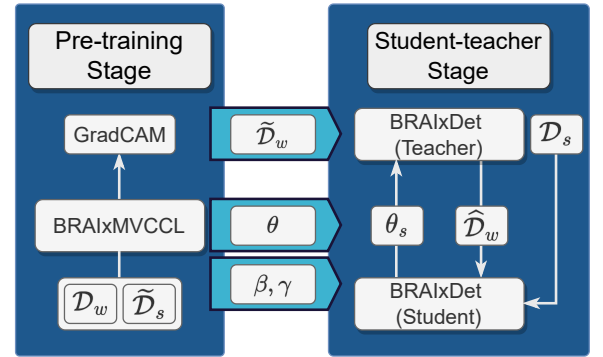 Pre-training
Stage
GradCAM
BRAIxMVCCL
𝒟_w 𝒟̃_s
𝒟̃_w
θ
β, γ
Student-teacher
Stage
BRAIxDet
(Teacher)
𝒟_s
θ_s
𝒟̂_w
BRAIxDet
(Student)